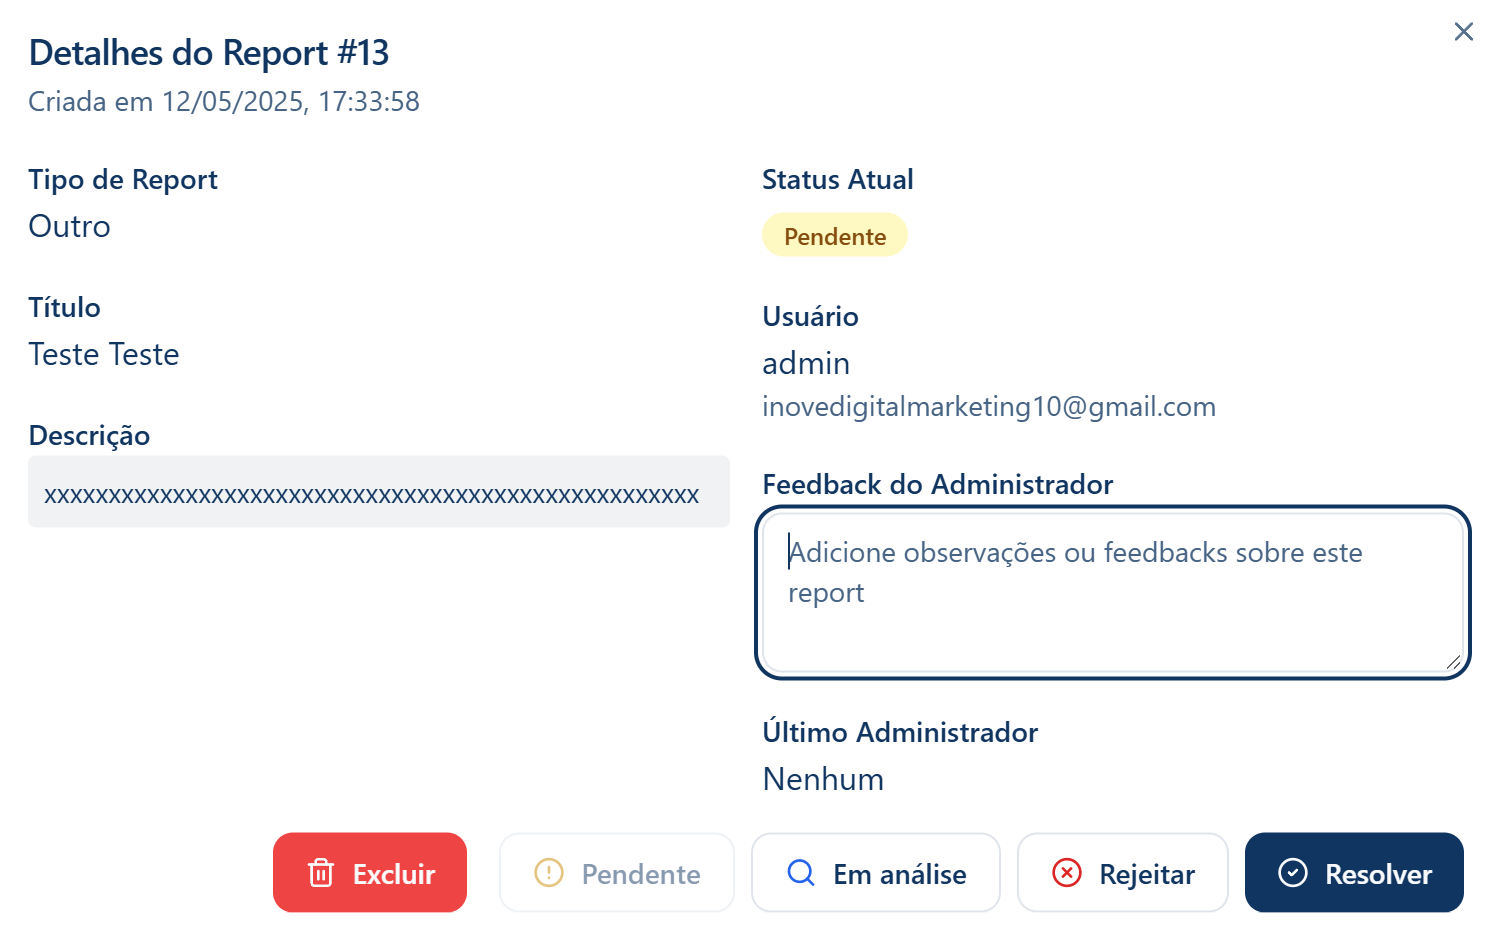 Detalhes do Report #13
Criada em 12/05/2025, 17:33:58
Tipo de Report
Outro
Título
Teste Teste
Descrição
xxxxxxxxxxxxxxxxxxxxxxxxxxxxxxxxxxxxxxxxxxxxxxxxxxx
Status Atual
Pendente
Usuário
admin
inovedigitalmarketing10@gmail.com
Feedback do Administrador
Adicione observações ou feedbacks sobre este
report
Último Administrador
Nenhum
Excluir
Pendente
Em análise
Rejeitar
Resolver